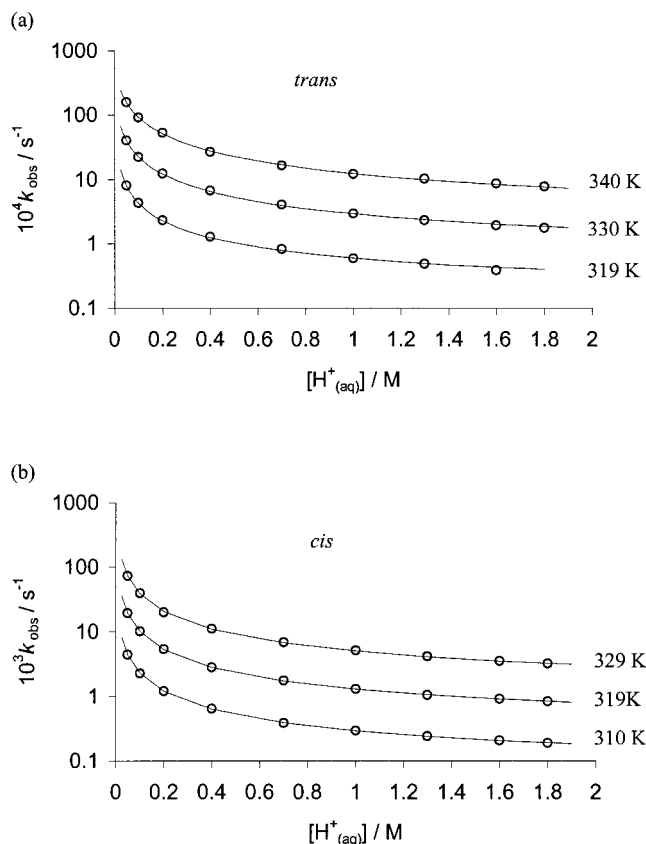 (a)
trans
1000
100
10
1
0.1
10⁴k_obs / s⁻¹
340 K
330 K
319 K
0 0.2 0.4 0.6 0.8 1 1.2 1.4 1.6 1.8 2
[H⁺(aq)] / M
(b)
cis
1000
100
10
1
0.1
10³k_obs / s⁻¹
329 K
319K
310 K
0 0.2 0.4 0.6 0.8 1 1.2 1.4 1.6 1.8 2
[H⁺(aq)] / M